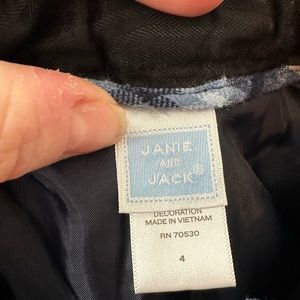 JANIE
AND
JACK®
DECORATION
MADE IN VIETNAM
RN 70530
4